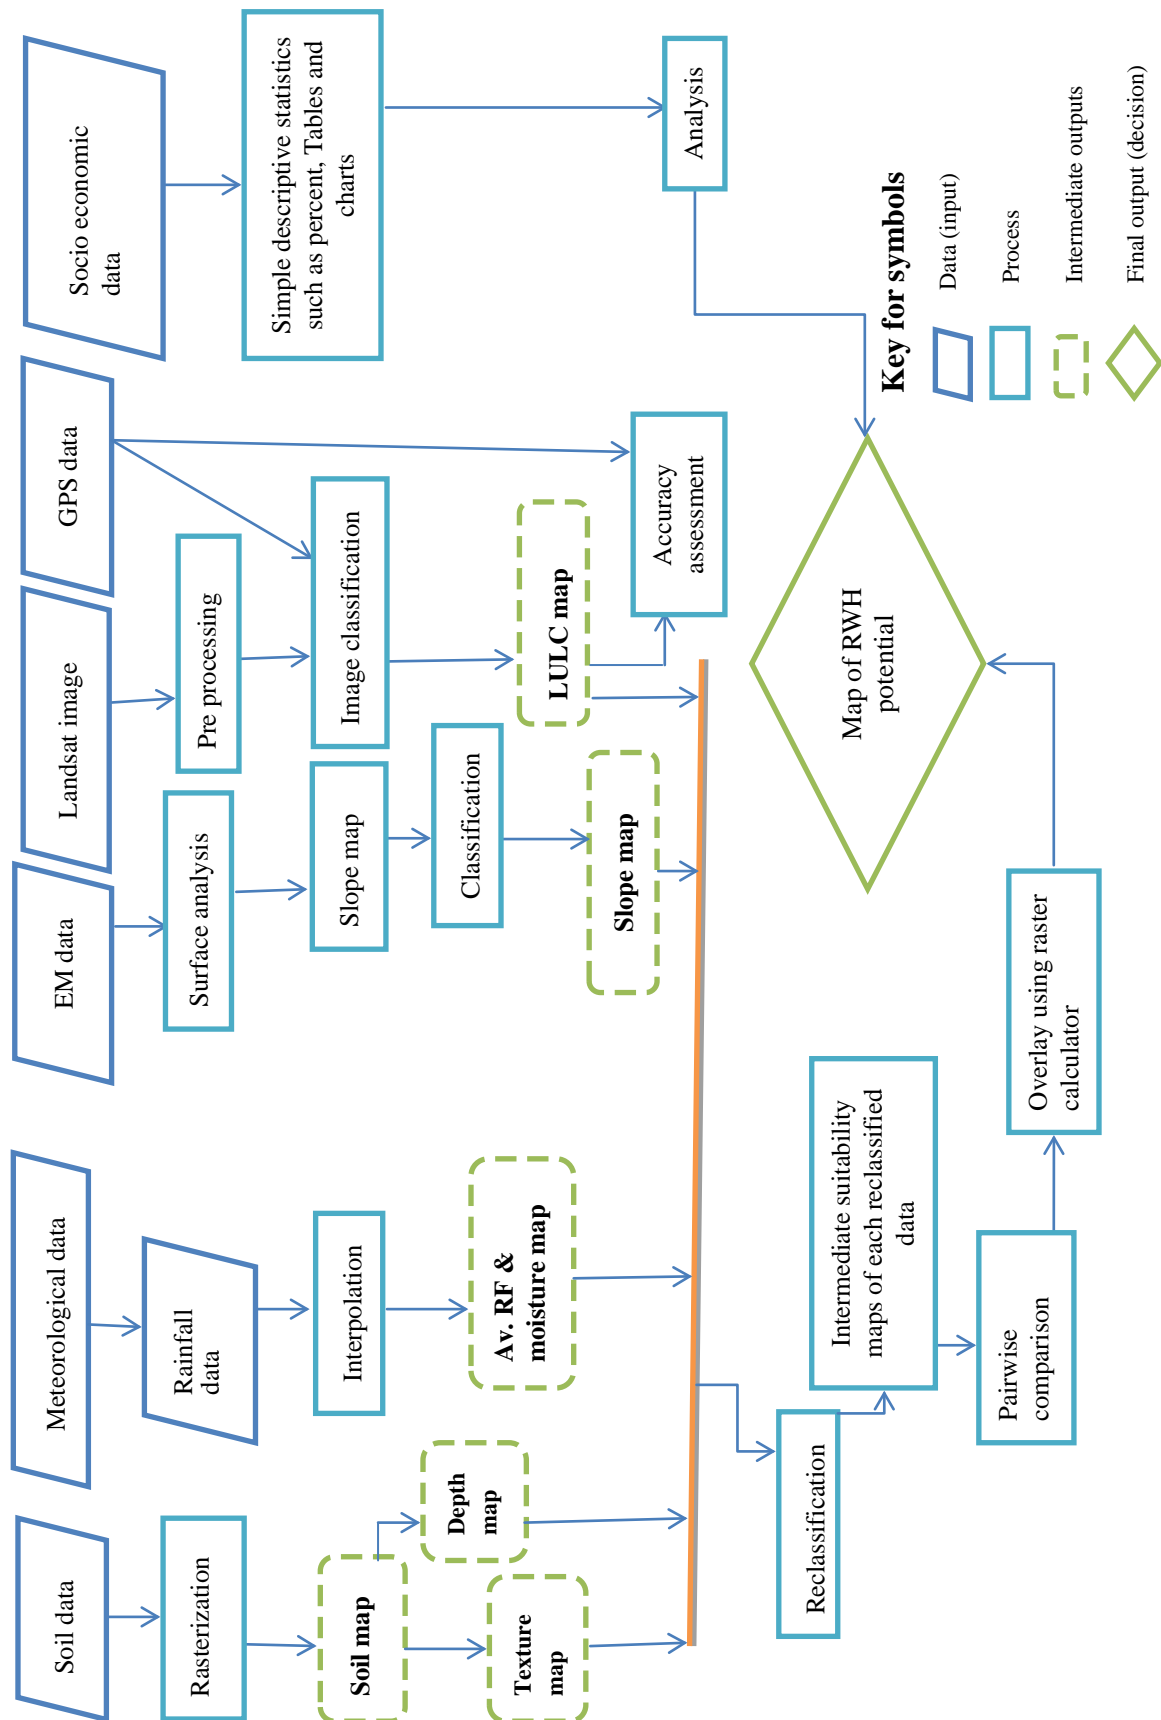 Soil data
Meteorological data
EM data
Landsat image
GPS data
Socio economic
data
Rasterization
Rainfall
data
Surface analysis
Pre processing
Simple descriptive statistics
such as percent, Tables and
charts
Soil map
Interpolation
Slope map
Image classification
Depth
map
Classification
Texture
map
Av. RF &
moisture map
Slope map
LULC map
Accuracy
assessment
Analysis
Reclassification
Intermediate suitability
maps of each reclassified
data
Pairwise
comparison
Overlay using raster
calculator
Map of RWH
potential
Key for symbols
Data (input)
Process
Intermediate outputs
Final output (decision)